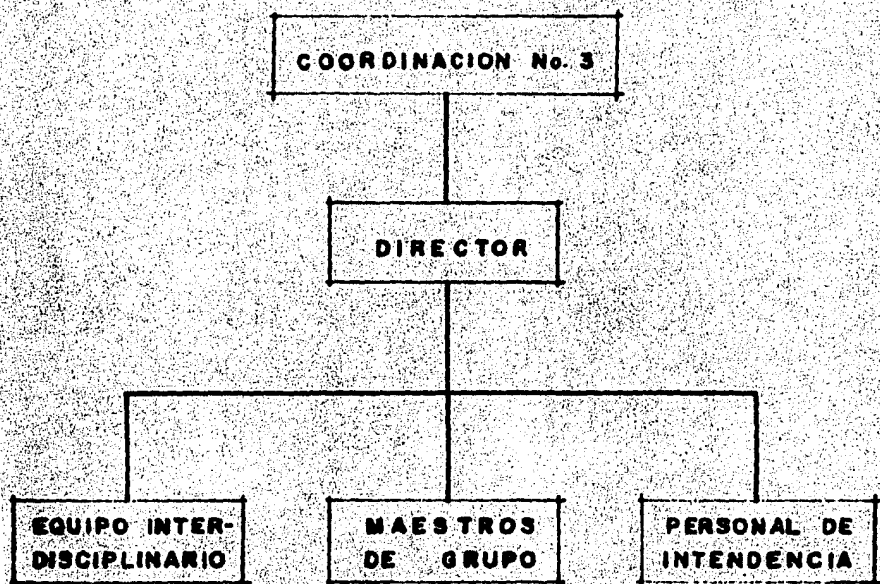 COORDINACION No. 3
DIRECTOR
EQUIPO INTER-
DISCIPLINARIO
MAESTROS
DE GRUPO
PERSONAL DE
INTENDENCIA